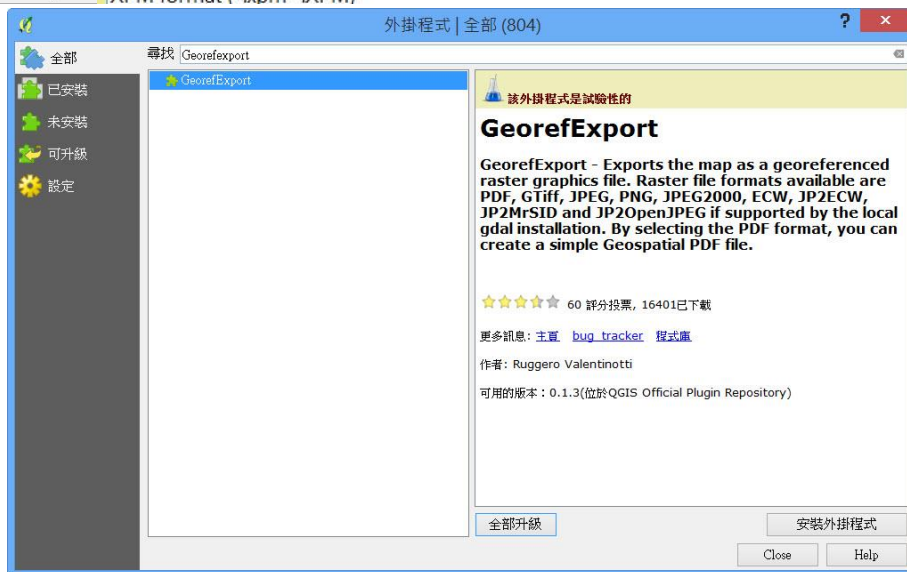 外掛程式 | 全部 (804)
?
全部
已安裝
未安裝
可升級
設定
尋找 Georefexport
GeorefExport
該外掛程式是試驗性的
GeorefExport
GeorefExport - Exports the map as a georeferenced
raster graphics file. Raster file formats available are
PDF, GTiff, JPEG, PNG, JPEG2000, ECW, JP2ECW,
JP2MrSID and JP2OpenJPEG if supported by the local
gdal installation. By selecting the PDF format, you can
create a simple Geospatial PDF file.
60 評分投票, 16401已下載
更多訊息: 主頁 bug tracker 程式庫
作者: Ruggero Valentinotti
可用的版本：0.1.3(位於QGIS Official Plugin Repository)
全部升級
安裝外掛程式
Close
Help